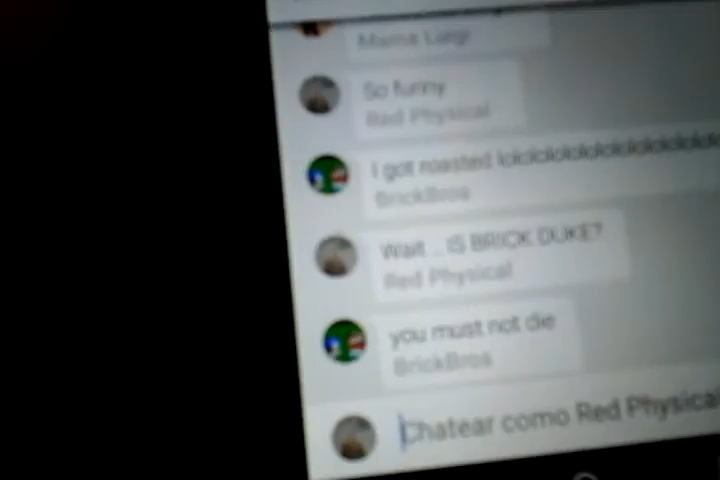 Mama Luigi
So funny
Red Physical
I got roasted lolololololololololololololo
BrickBros
Wait .. IS BRICK DUKE?
Red Physical
you must not die
BrickBros
Chatear como Red Physical